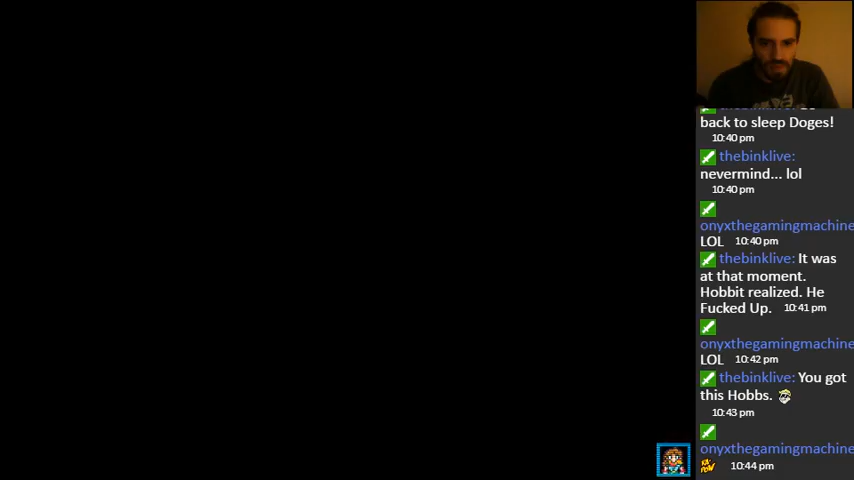 back to sleep Doges!
10:40 pm
thebinklive:
nevermind... lol
10:40 pm
onyxthegamingmachine
LOL 10:40 pm
thebinklive: It was
at that moment.
Hobbit realized. He
Fucked Up. 10:41 pm
onyxthegamingmachine
LOL 10:42 pm
thebinklive: You got
this Hobbs.
10:43 pm
onyxthegamingmachine
10:44 pm